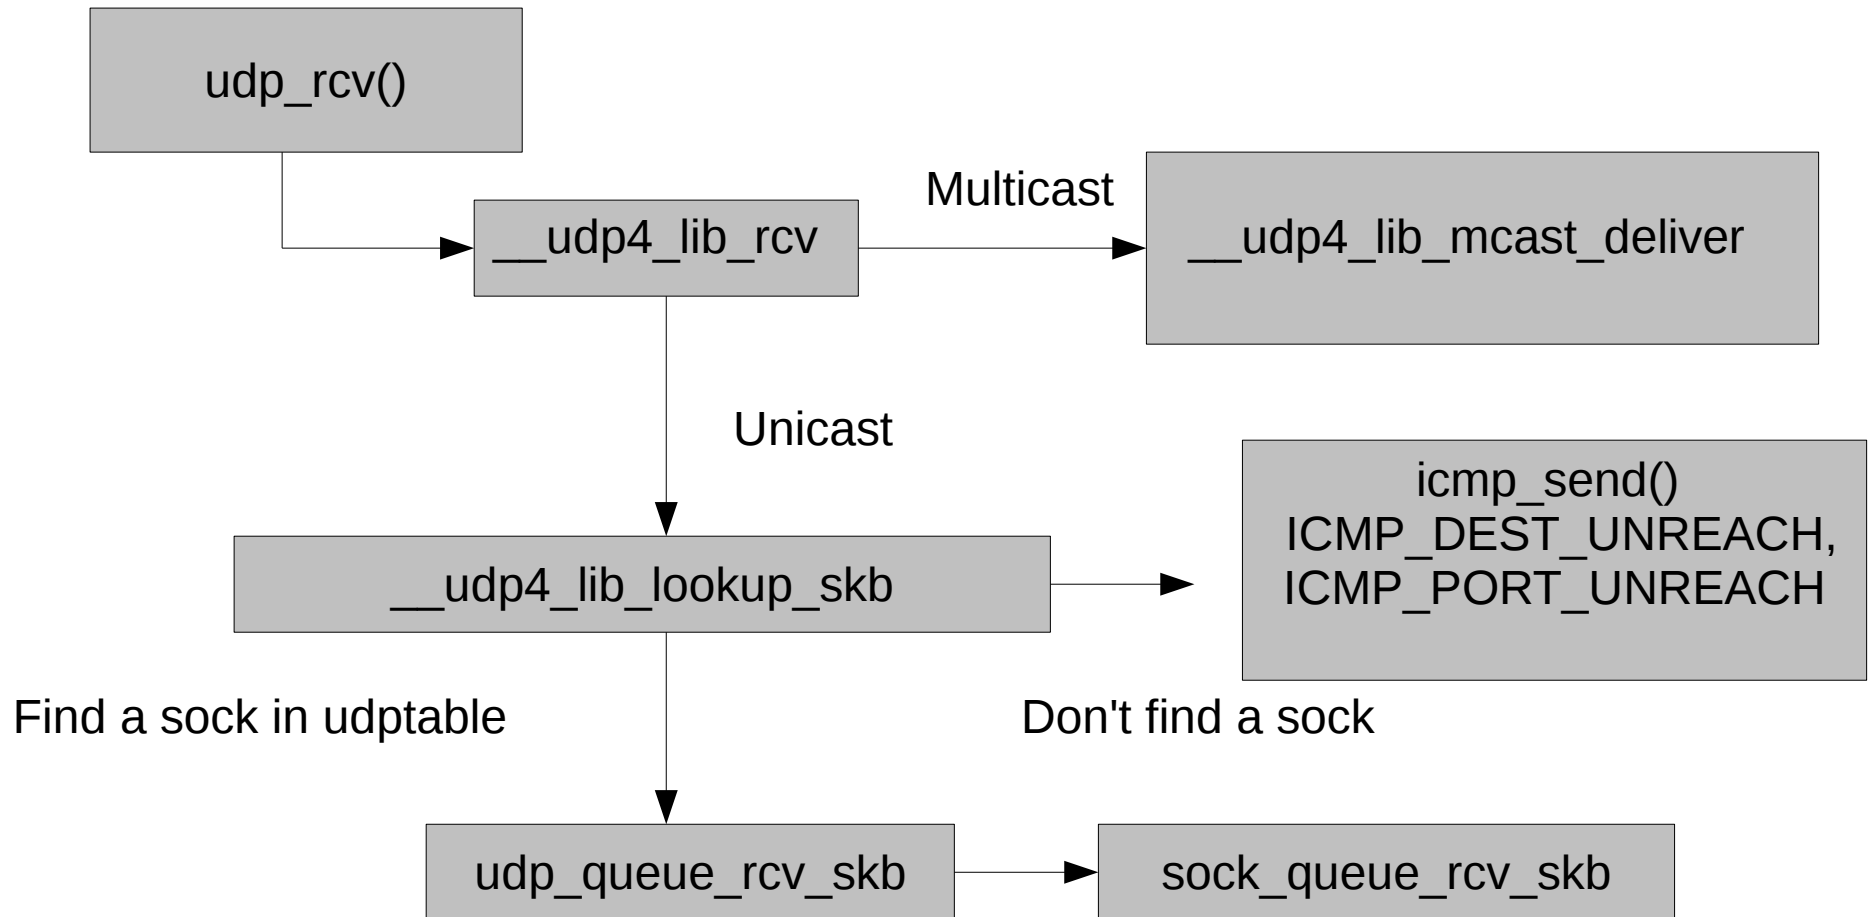 udp_rcv()
Multicast
__udp4_lib_rcv
__udp4_lib_mcast_deliver
Unicast
icmp_send()
ICMP_DEST_UNREACH,
ICMP_PORT_UNREACH
__udp4_lib_lookup_skb
Find a sock in udptable
Don't find a sock
udp_queue_rcv_skb
sock_queue_rcv_skb